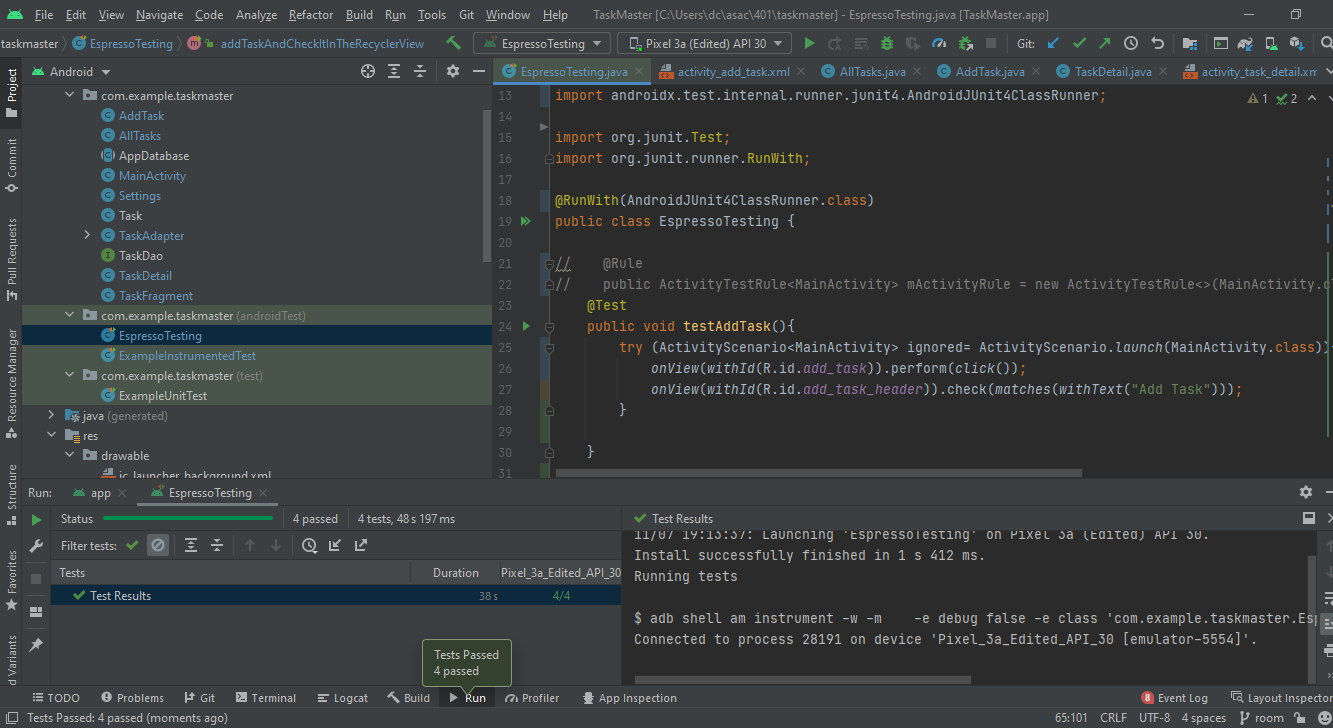 File Edit View Navigate Code Analyze Refactor Build Run Tools Git Window Help TaskMaster [C:\Users\dc\asac\401\taskmaster] - EspressoTesting.java [TaskMaster.app]
taskmaster EspressoTesting m addTaskAndCheckItInTheRecyclerView EspressoTesting Pixel 3a (Edited) API 30 Git:
Project
Android
EspressoTesting.java activity_add_task.xml AllTasks.java AddTask.java TaskDetail.java activity_task_detail.xm
com.example.taskmaster
AddTask
AllTasks
AppDatabase
MainActivity
Settings
Task
TaskAdapter
TaskDao
TaskDetail
TaskFragment
com.example.taskmaster (androidTest)
EspressoTesting
ExampleInstrumentedTest
com.example.taskmaster (test)
ExampleUnitTest
java (generated)
res
drawable
ic_launcher_background.xml
Commit
Pull Requests
Resource Manager
Structure
Favorites
d Variants
1 2
13 import androidx.test.internal.runner.junit4.AndroidJUnit4ClassRunner;
14
15 import org.junit.Test;
16 import org.junit.runner.RunWith;
17
18 @RunWith(AndroidJUnit4ClassRunner.class)
19 public class EspressoTesting {
20
21 // @Rule
22 // public ActivityTestRule<MainActivity> mActivityRule = new ActivityTestRule<>(MainActivity.c
23 @Test
24 public void testAddTask(){
25 try (ActivityScenario<MainActivity> ignored= ActivityScenario.launch(MainActivity.class)){
26 onView(withId(R.id.add_task)).perform(click());
27 onView(withId(R.id.add_task_header)).check(matches(withText("Add Task")));
28 }
29
30 }
31
Run: app EspressoTesting
Status 4 passed 4 tests, 48 s 197 ms
Filter tests:
Tests Duration Pixel_3a_Edited_API_30
Test Results 38 s 4/4
Test Results
11/07 19:13:37: Launching 'EspressoTesting' on Pixel 3a (Edited) API 30.
Install successfully finished in 1 s 412 ms.
Running tests
$ adb shell am instrument -w -m    -e debug false -e class 'com.example.taskmaster.Esp
Connected to process 28191 on device 'Pixel_3a_Edited_API_30 [emulator-5554]'.
Tests Passed
4 passed
TODO Problems Git Terminal Logcat Build Run Profiler App Inspection 8 Event Log Layout Inspector
Tests Passed: 4 passed (moments ago) 65:101 CRLF UTF-8 4 spaces room